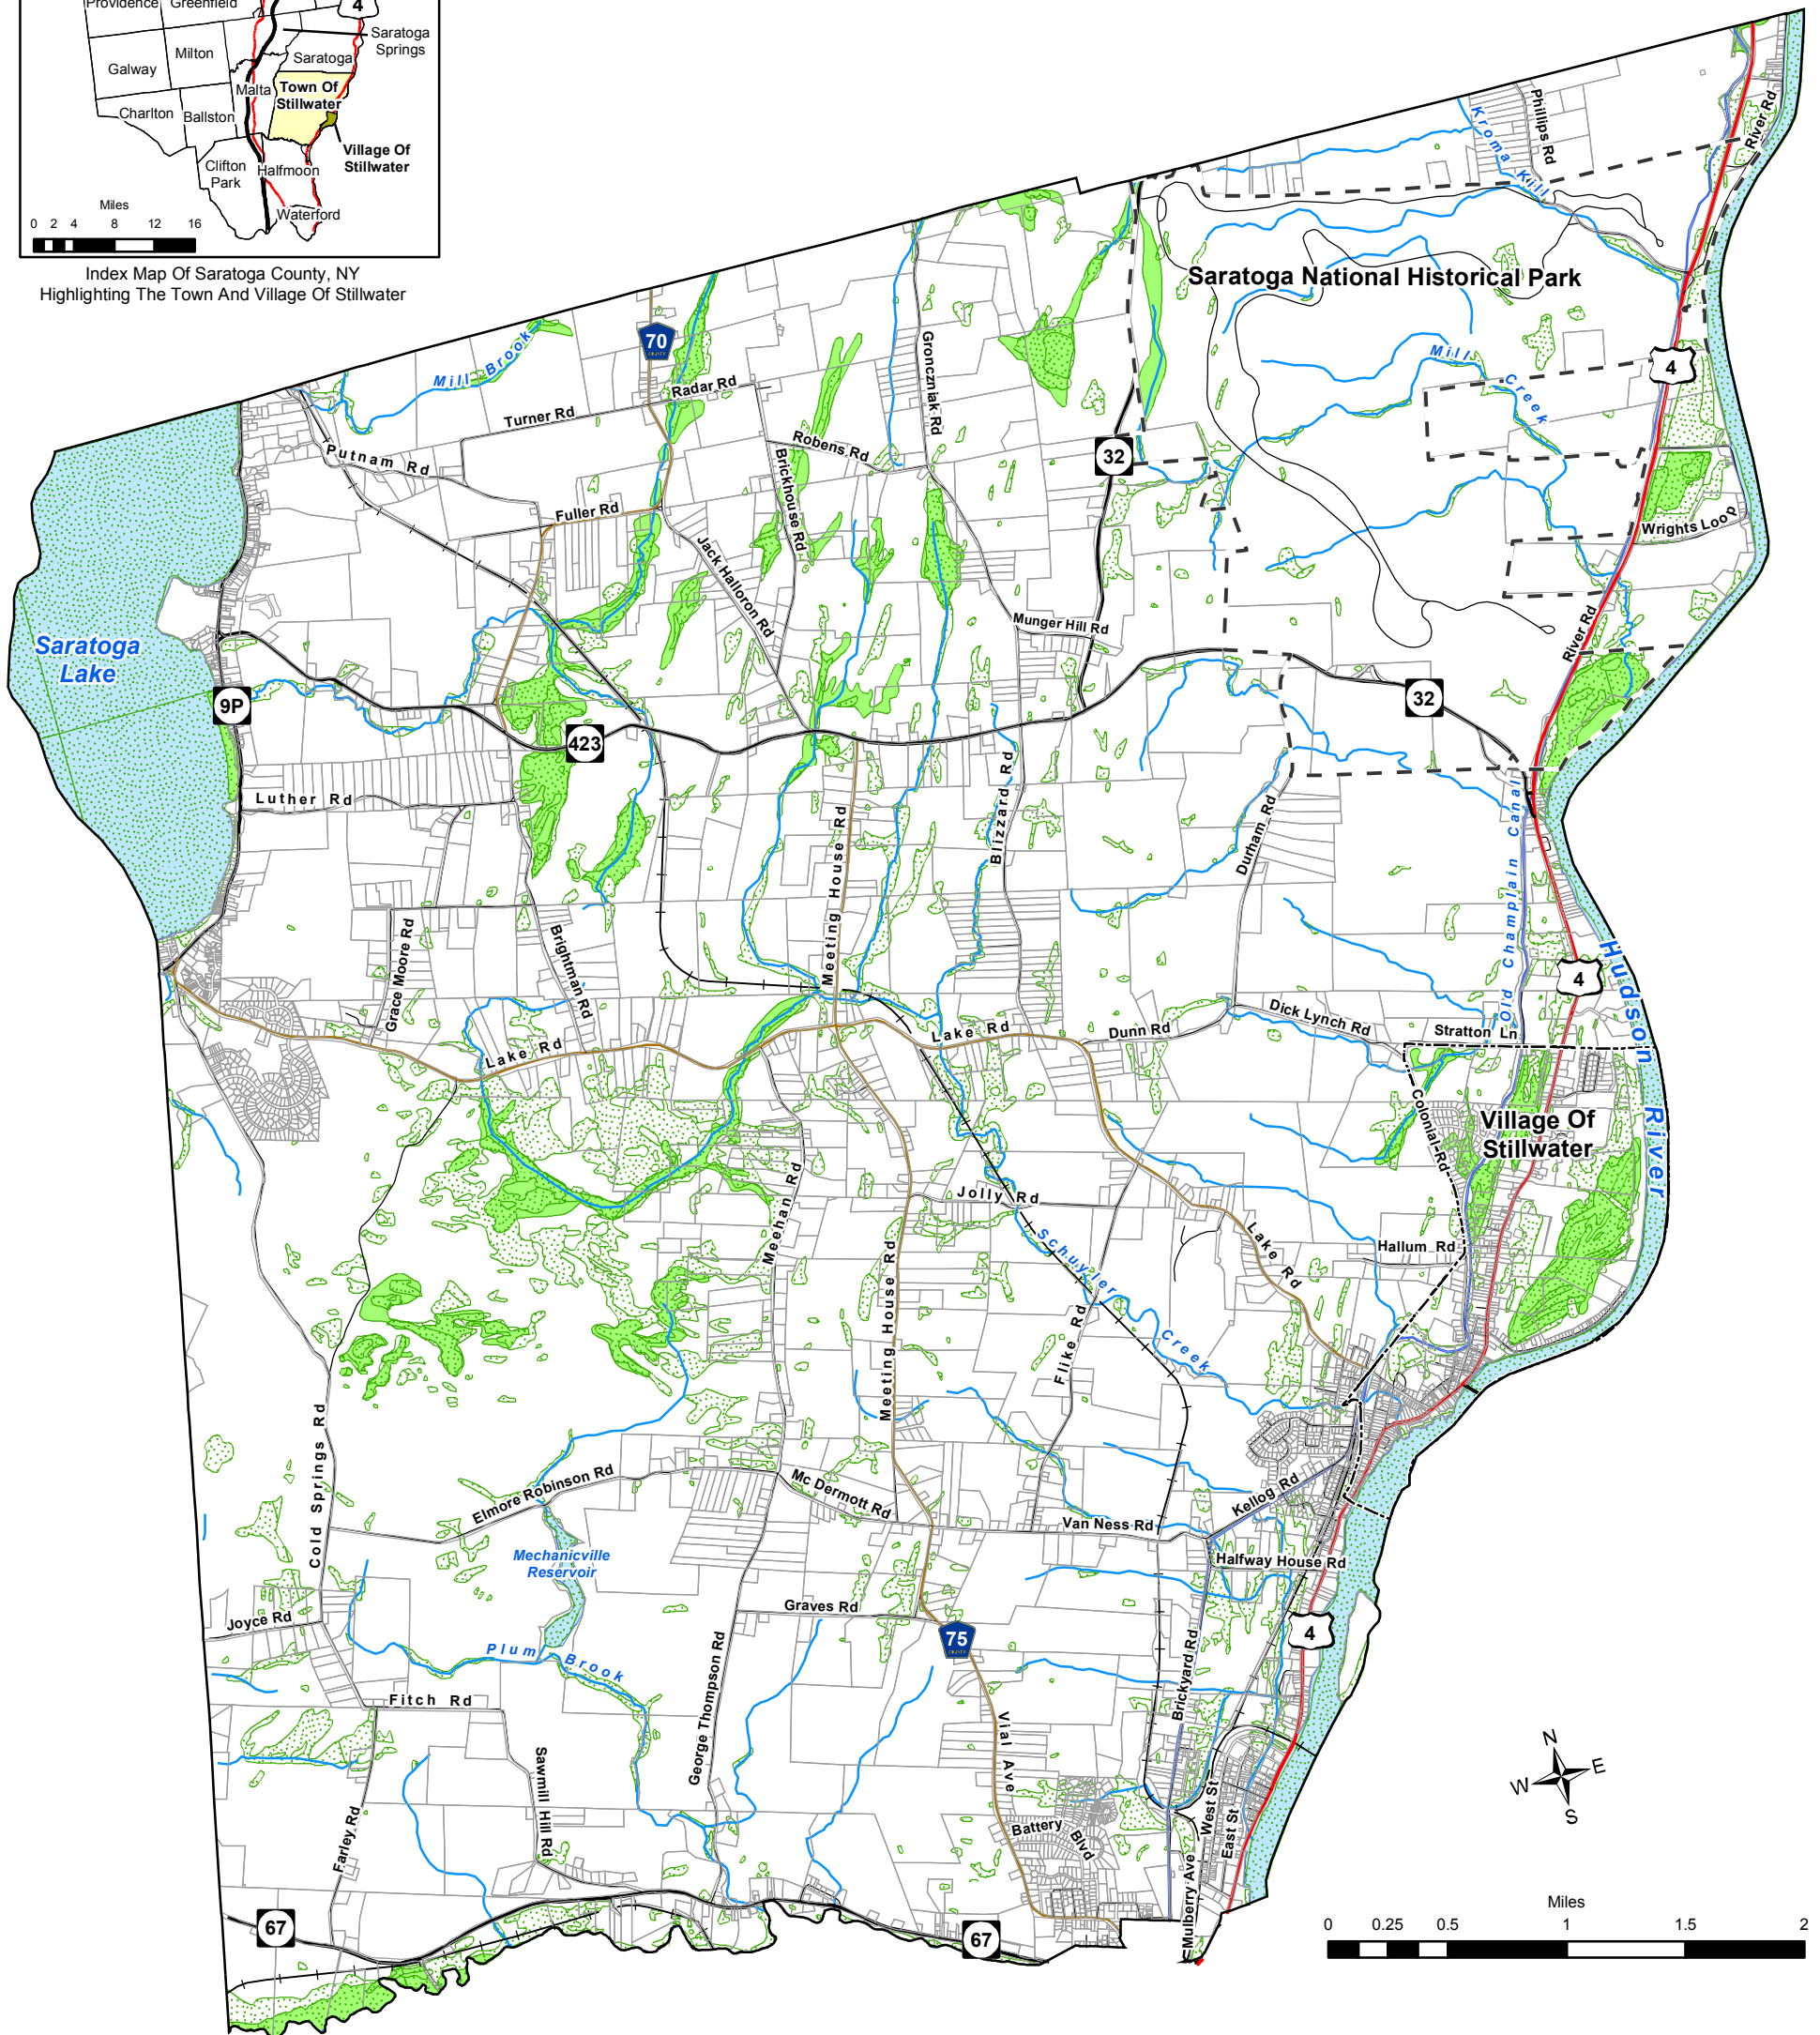 Providence
Greenfield
4
Saratoga
Springs
Milton
Saratoga
Galway
Malta
Town Of
Stillwater
Charlton
Ballston
Village Of
Stillwater
Clifton
Park
Halfmoon
Waterford
Miles
0 2 4 8 12 16
Index Map Of Saratoga County, NY
Highlighting The Town And Village Of Stillwater
Phillips Rd
Kroma Kill
River Rd
Saratoga National Historical Park
70
COUNTY
Mill Brook
Radar Rd
Turner Rd
Gronczniak Rd
Mill Creek
4
Putnam Rd
Robens Rd
Brickhouse Rd
32
Fuller Rd
Wrights Loop
Jack Halloron Rd
Munger Hill Rd
River Rd
Saratoga
Lake
9P
32
423
Luther Rd
Blizzard Rd
Durham Rd
Meeting House Rd
Old Champlain Canal
Grace Moore Rd
Brightman Rd
Hudson River
4
Lake Rd
Lake Rd
Dunn Rd
Dick Lynch Rd
Stratton Ln
Colonial Rd
Village Of
Stillwater
Meehan Rd
Jolly Rd
Schuyler Creek
Lake Rd
Hallum Rd
Meeting House Rd
Flike Rd
Cold Springs Rd
Elmore Robinson Rd
Mc Dermott Rd
Kellog Rd
Van Ness Rd
Mechanicville
Reservoir
Halfway House Rd
Joyce Rd
Graves Rd
75
COUNTY
4
Plum Brook
George Thompson Rd
Brickyard Rd
Fitch Rd
Vial Ave
Sawmill Hill Rd
Farley Rd
Battery Blvd
West St
East St
Mulberry Ave
67
67
N
W E
S
Miles
0 0.25 0.5 1 1.5 2